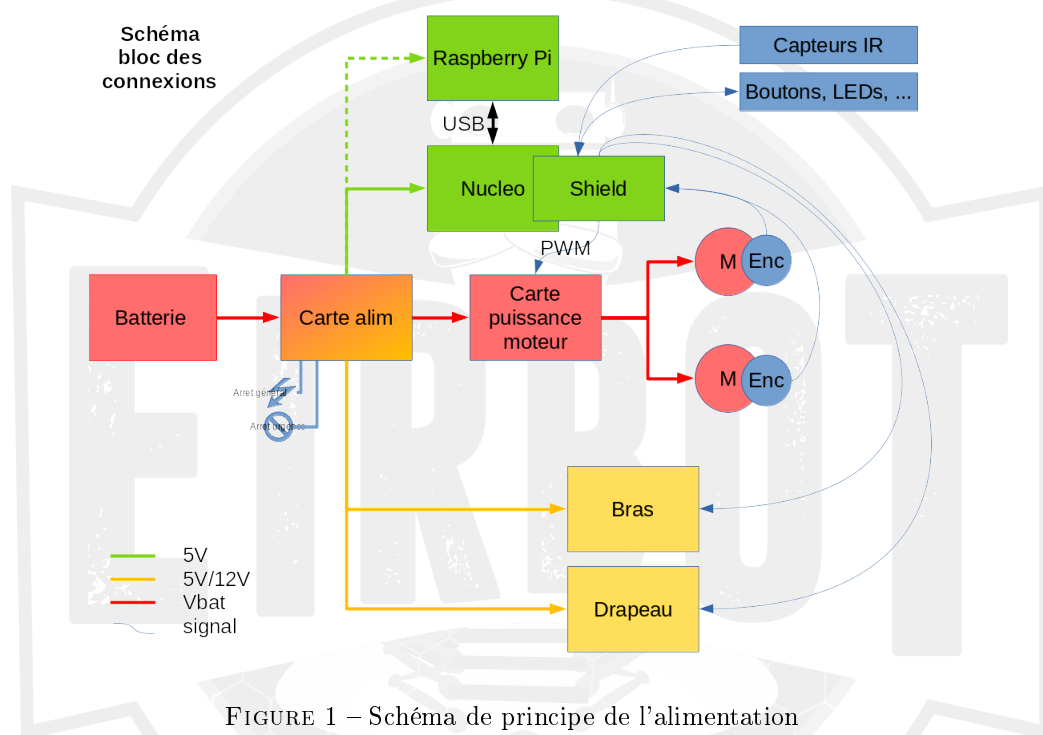 Schéma
bloc des
connexions
Raspberry Pi
Capteurs IR
Boutons, LEDs, ...
USB
Nucleo
Shield
PWM
M
Enc
Batterie
Carte alim
Carte
puissance
moteur
M
Enc
Arret général
Arret urgence
Bras
5V
5V/12V
Vbat
signal
Drapeau
FIGURE 1 – Schéma de principe de l'alimentation
EIRBOT